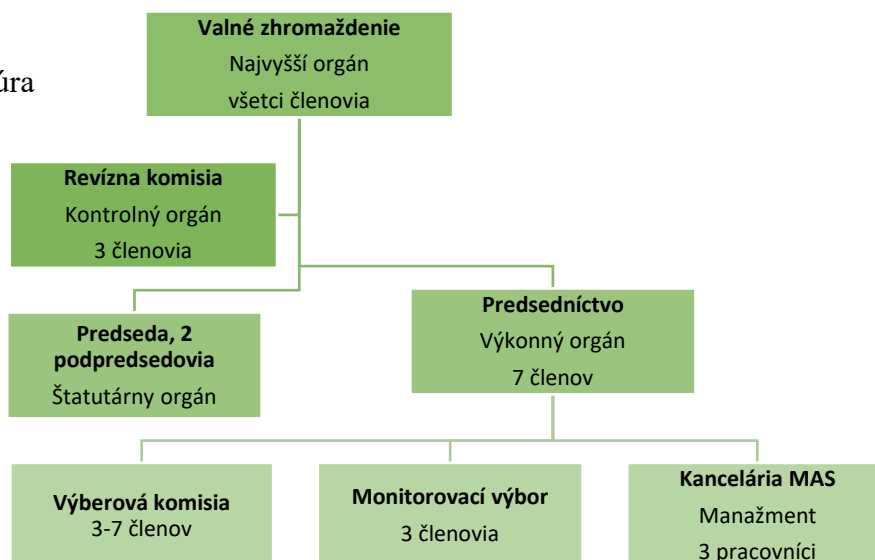 Valné zhromaždenie
Najvyšší orgán
všetci členovia
úra
Revízna komisia
Kontrolný orgán
3 členovia
Predseda, 2
podpredsedovia
Štatutárny orgán
Predsedníctvo
Výkonný orgán
7 členov
Výberová komisia
3-7 členov
Monitorovací výbor
3 členovia
Kancelária MAS
Manažment
3 pracovníci